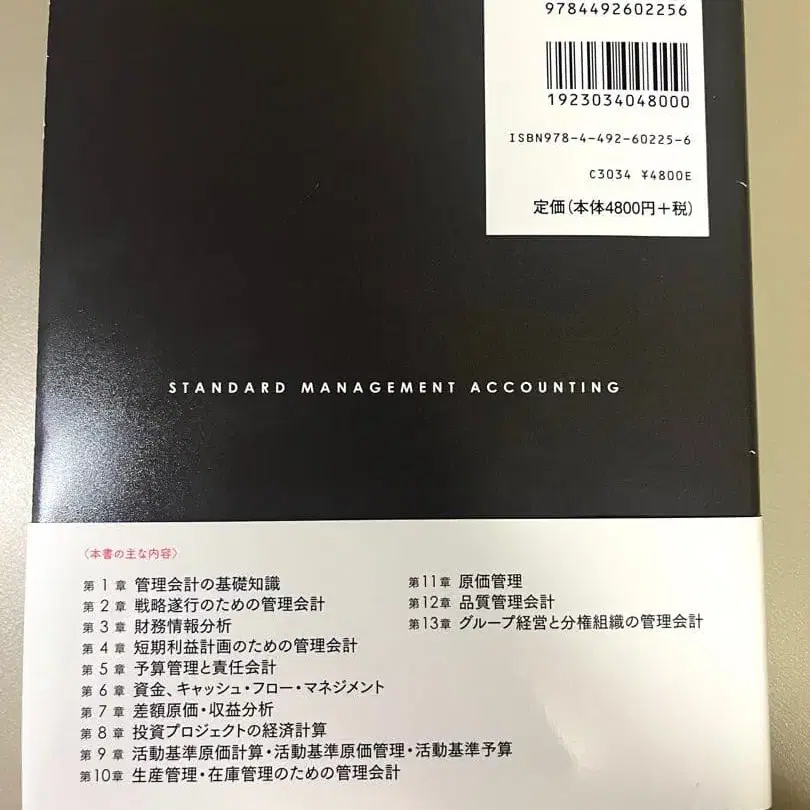 9784492602256
1923034048000
ISBN978-4-492-60225-6
C3034 ¥4800E
定価(本体4800円+税)
STANDARD MANAGEMENT ACCOUNTING
〈本書の主な内容〉
第1章 管理会計の基礎知識
第2章 戦略遂行のための管理会計
第3章 財務情報分析
第4章 短期利益計画のための管理会計
第5章 予算管理と責任会計
第6章 資金、キャッシュ・フロー・マネジメント
第7章 差額原価・収益分析
第8章 投資プロジェクトの経済計算
第9章 活動基準原価計算・活動基準原価管理・活動基準予算
第10章 生産管理・在庫管理のための管理会計
第11章 原価管理
第12章 品質管理会計
第13章 グループ経営と分権組織の管理会計